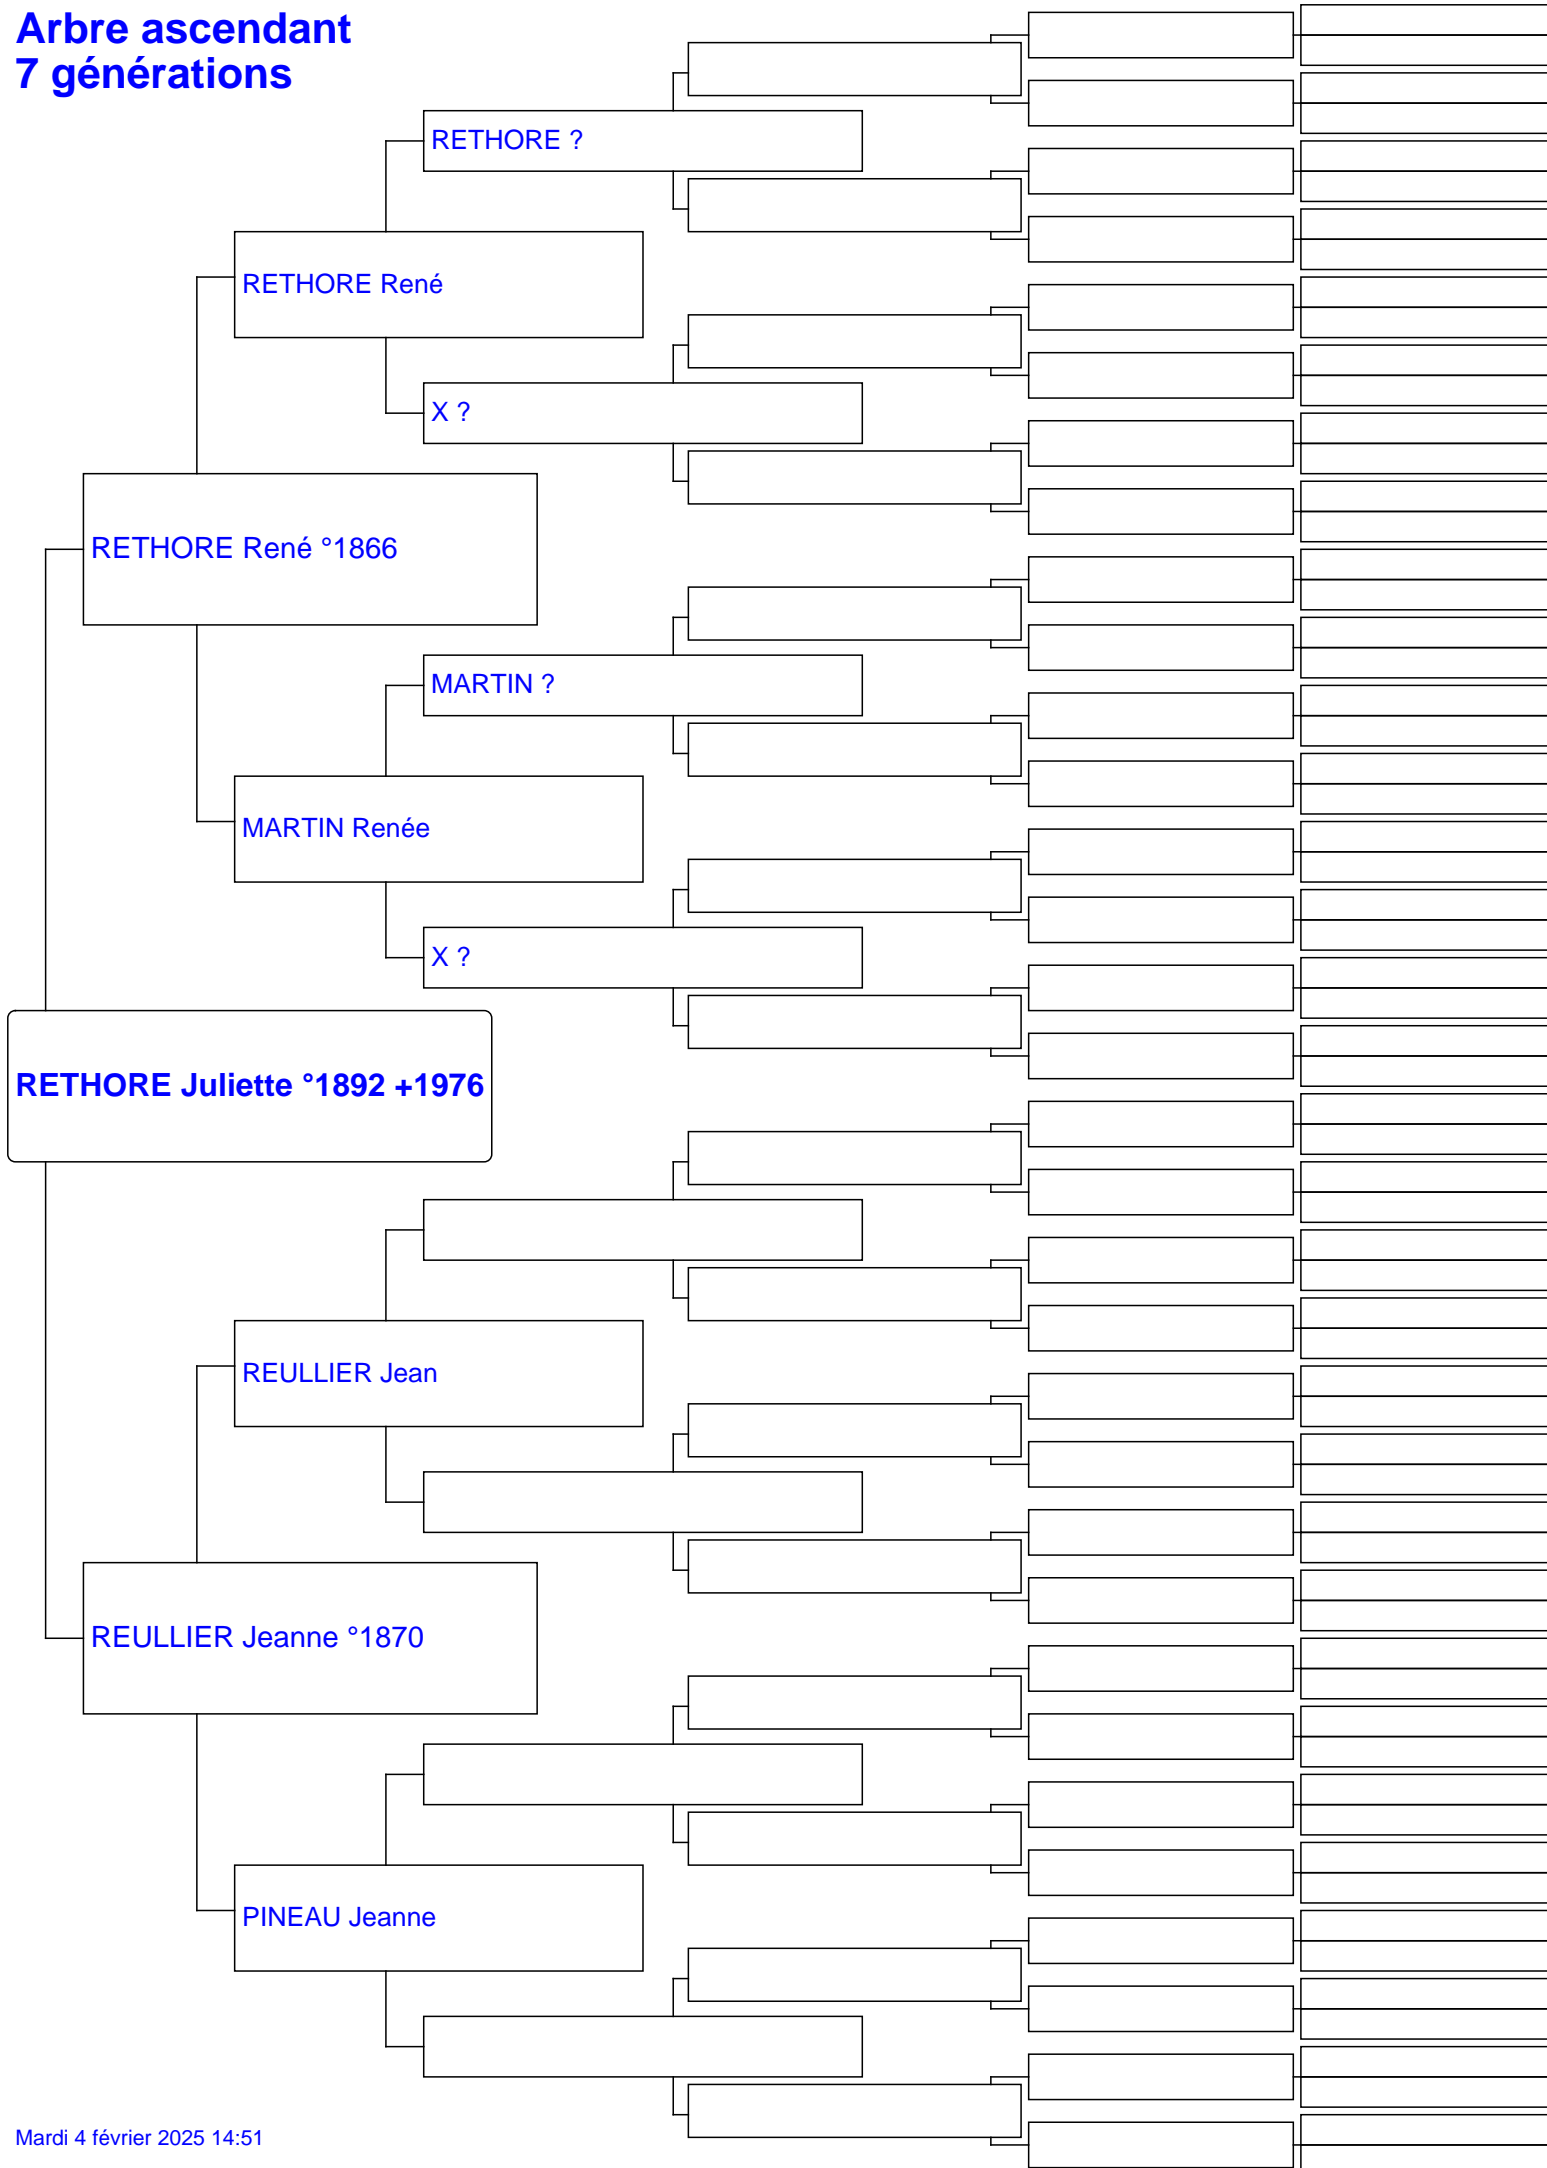 Arbre ascendant
7 générations
RETHORE ?
RETHORE René
X ?
RETHORE René °1866
MARTIN ?
MARTIN Renée
X ?
RETHORE Juliette °1892 +1976
REULLIER Jean
REULLIER Jeanne °1870
PINEAU Jeanne
Mardi 4 février 2025 14:51